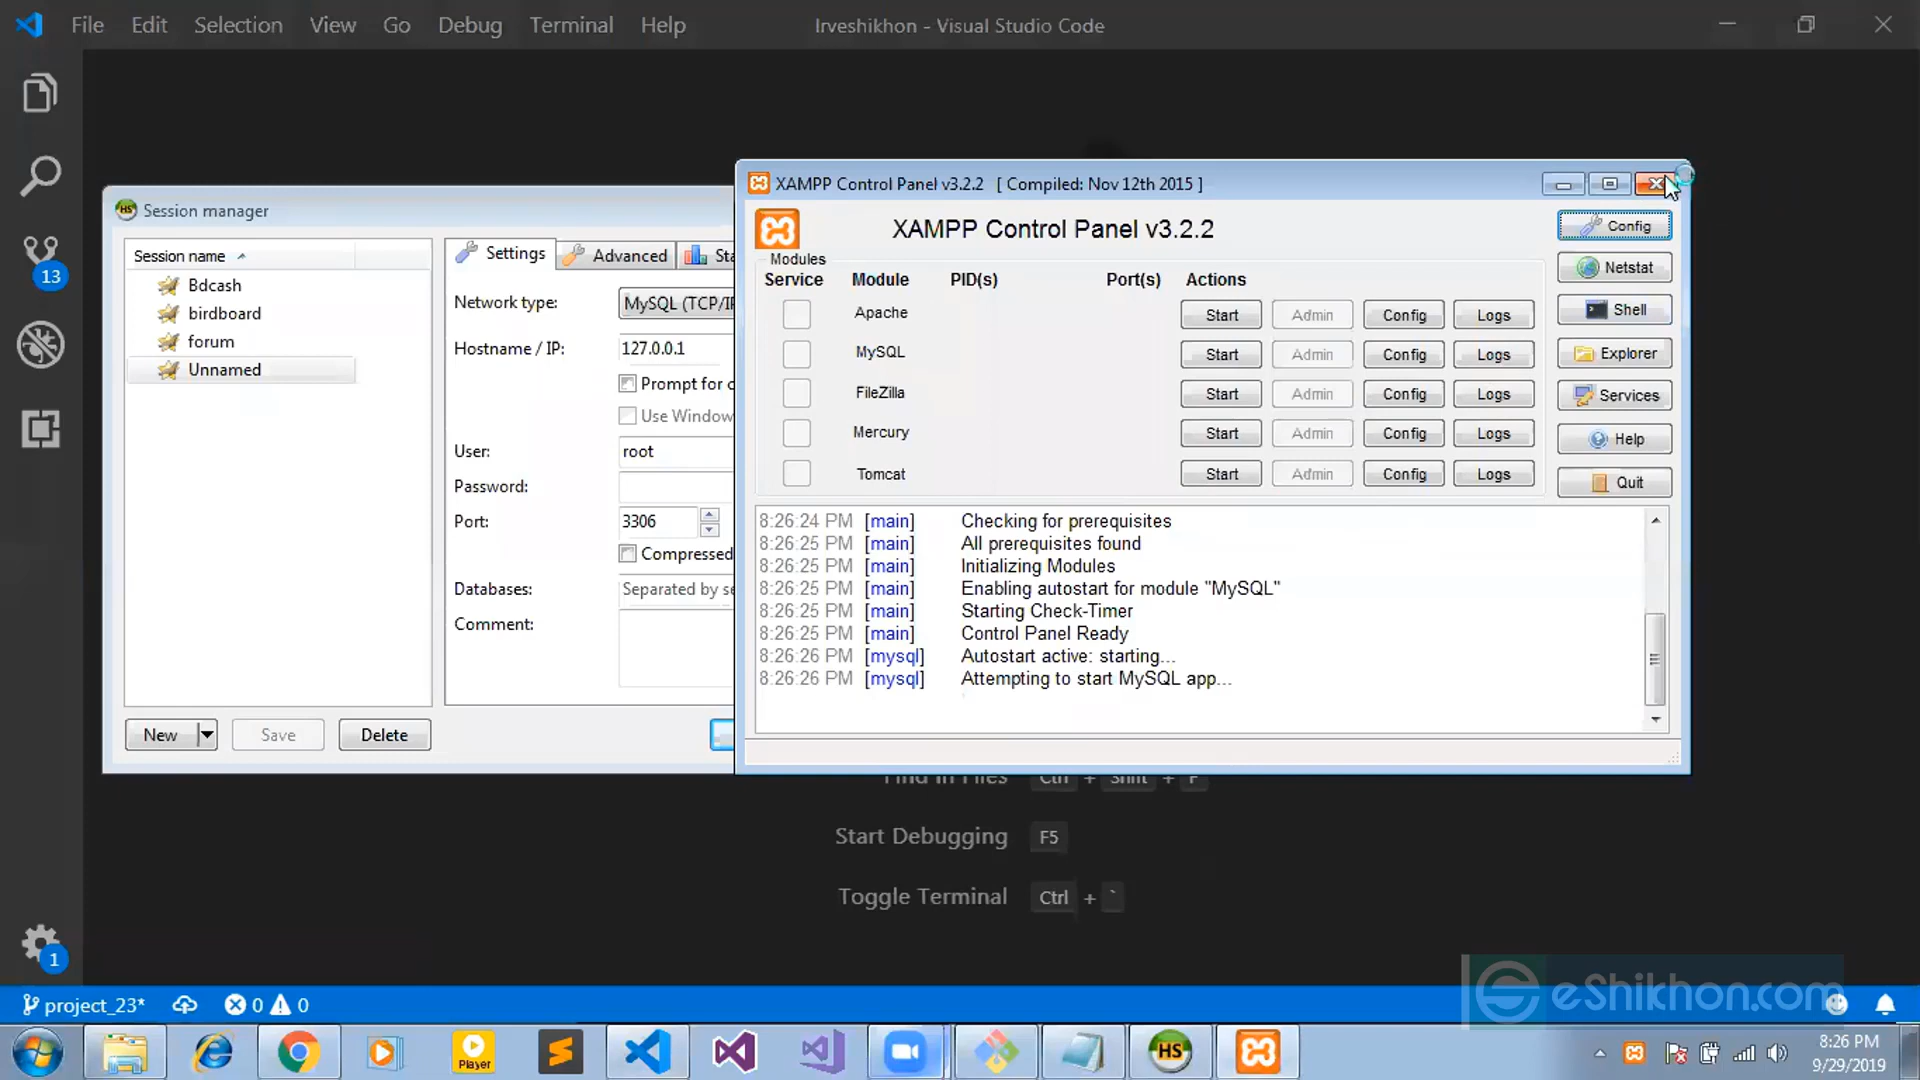 File Edit Selection View Go Debug Terminal Help
Irveshikhon - Visual Studio Code
13
1
Session manager
Session name
Bdcash
birdboard
forum
Unnamed
New
Save
Delete
Settings
Advanced
Sta
Network type:
MySQL (TCP/IP
Hostname / IP:
127.0.0.1
Prompt for c
Use Window
User:
root
Password:
Port:
3306
Compressed
Databases:
Separated by se
Comment:
XAMPP Control Panel v3.2.2 [ Compiled: Nov 12th 2015 ]
XAMPP Control Panel v3.2.2
Modules
Service Module PID(s) Port(s) Actions
Apache Start Admin Config Logs
MySQL Start Admin Config Logs
FileZilla Start Admin Config Logs
Mercury Start Admin Config Logs
Tomcat Start Admin Config Logs
Config
Netstat
Shell
Explorer
Services
Help
Quit
8:26:24 PM [main] Checking for prerequisites
8:26:25 PM [main] All prerequisites found
8:26:25 PM [main] Initializing Modules
8:26:25 PM [main] Enabling autostart for module "MySQL"
8:26:25 PM [main] Starting Check-Timer
8:26:25 PM [main] Control Panel Ready
8:26:26 PM [mysql] Autostart active: starting...
8:26:26 PM [mysql] Attempting to start MySQL app...
Find in Files Ctrl + Shift + F
Start Debugging F5
Toggle Terminal Ctrl + `
eShikhon.com
project_23* 0 0
Player
HS
8:26 PM
9/29/2019